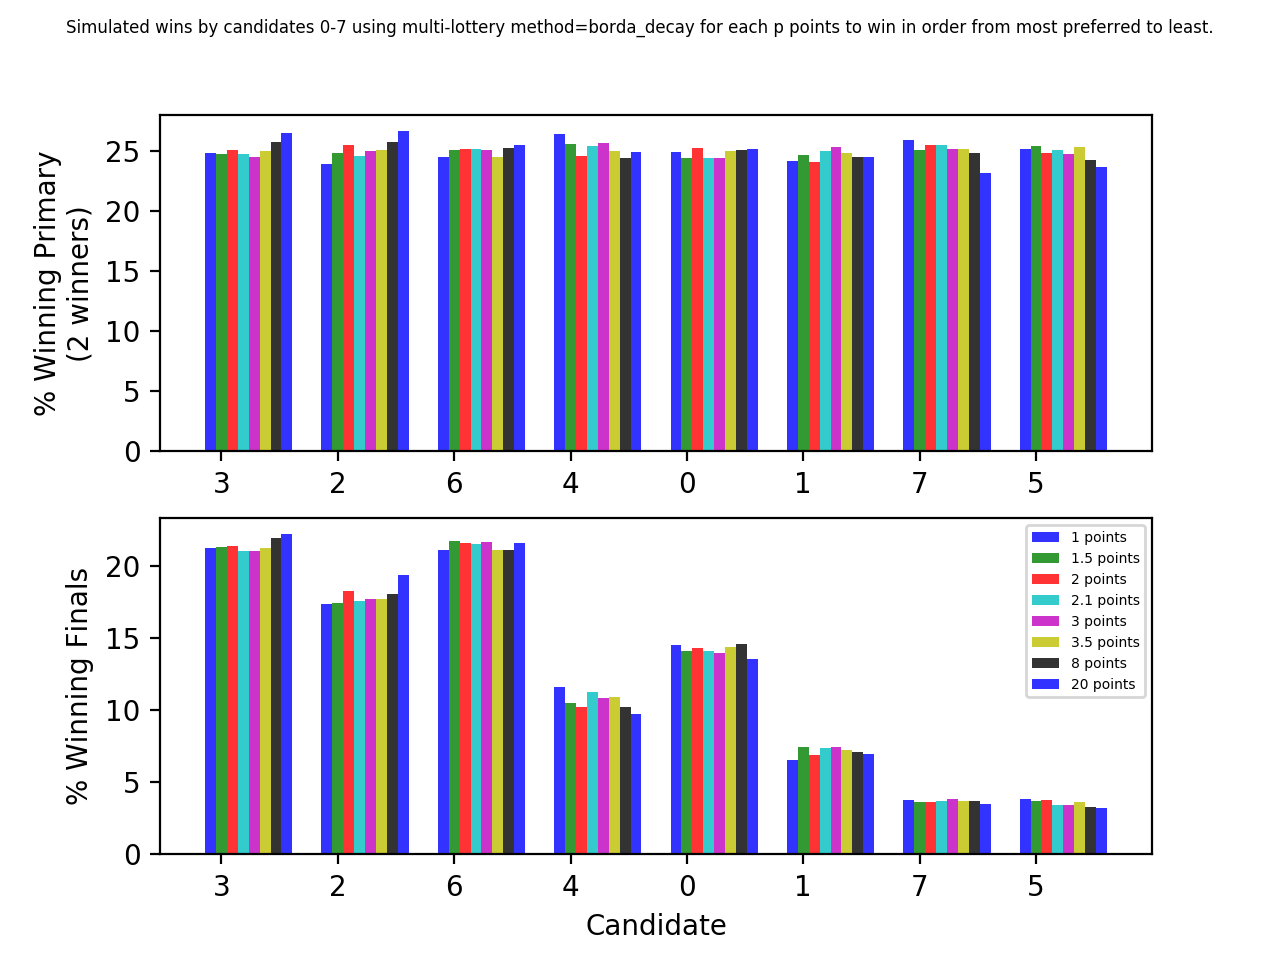 Simulated wins by candidates 0-7 using multi-lottery method=borda_decay for each p points to win in order from most preferred to least.
% Winning Primary
(2 winners)
25
20
15
10
5
0
3 2 6 4 0 1 7 5
% Winning Finals
20
15
10
5
0
1 points
1.5 points
2 points
2.1 points
3 points
3.5 points
8 points
20 points
3 2 6 4 0 1 7 5
Candidate